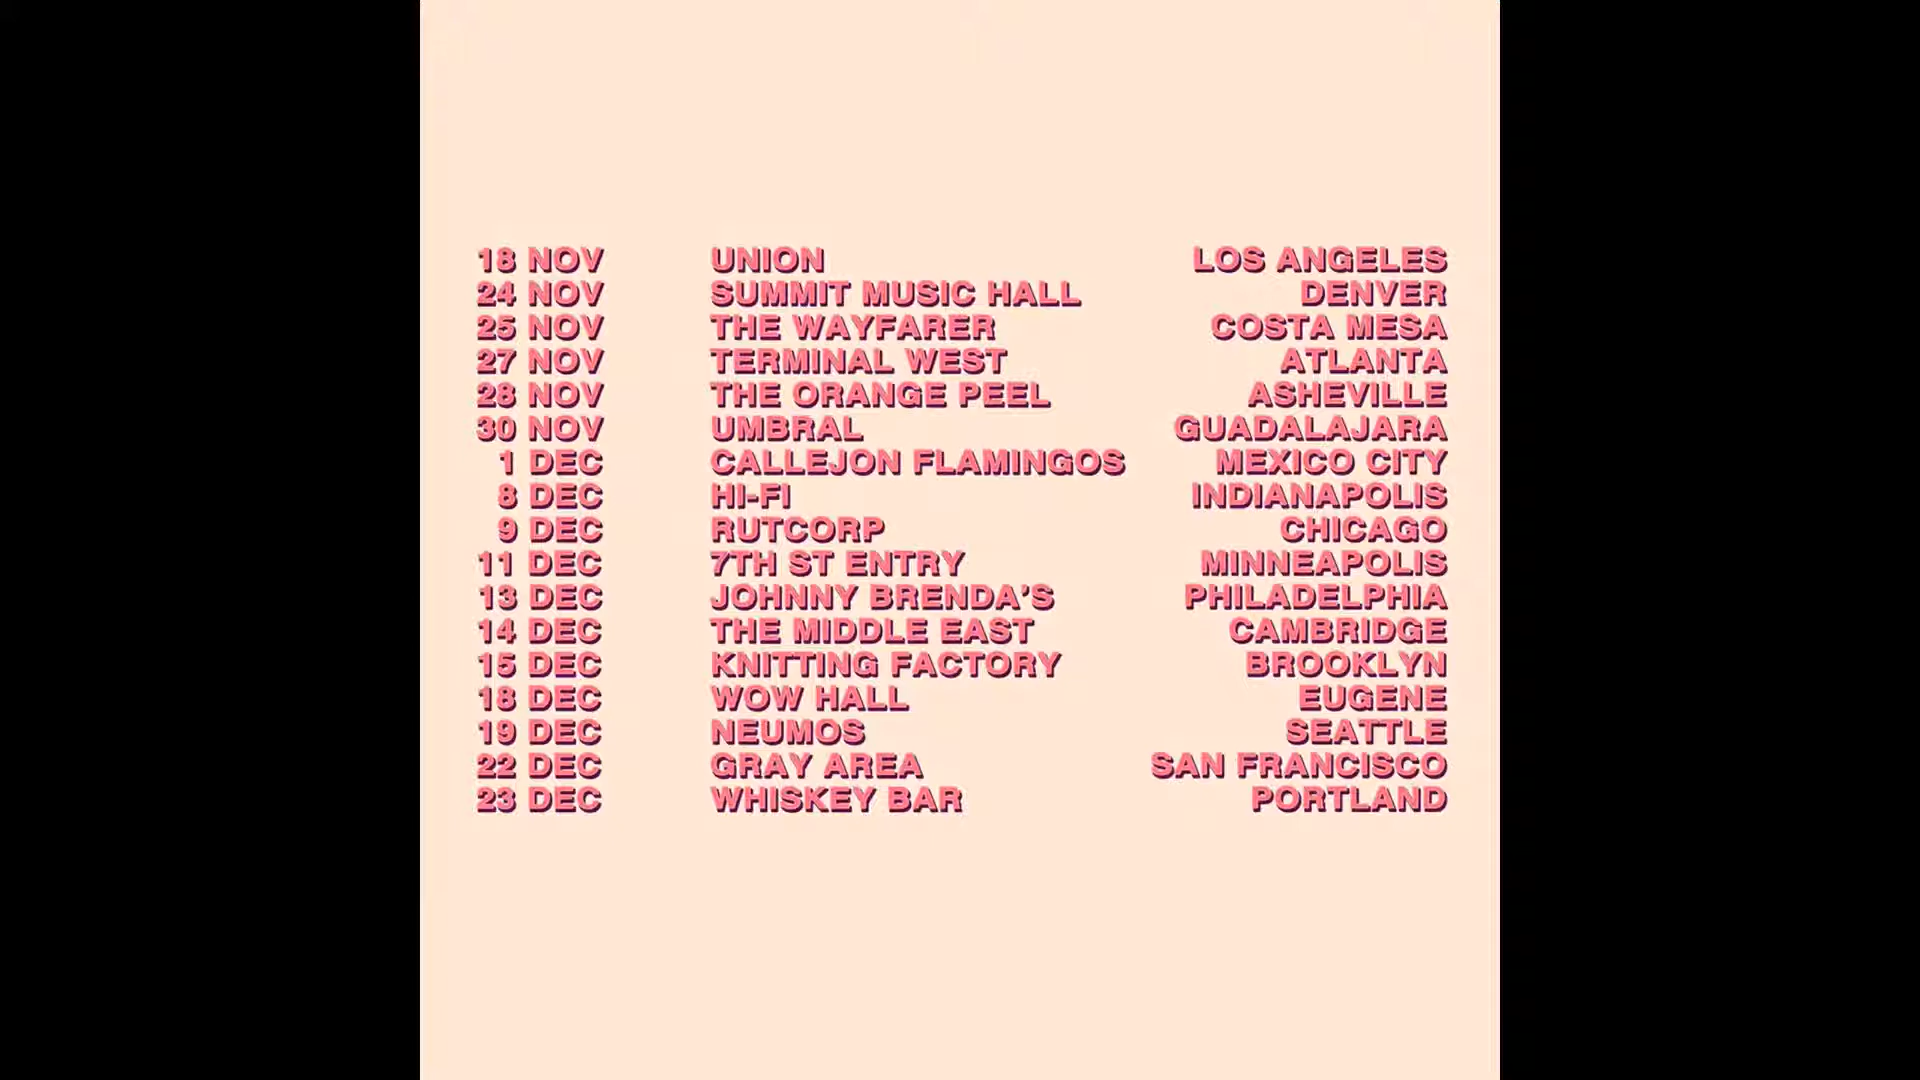 18 NOV UNION LOS ANGELES
24 NOV SUMMIT MUSIC HALL DENVER
25 NOV THE WAYFARER COSTA MESA
27 NOV TERMINAL WEST ATLANTA
28 NOV THE ORANGE PEEL ASHEVILLE
30 NOV UMBRAL GUADALAJARA
1 DEC CALLEJON FLAMINGOS MEXICO CITY
8 DEC HI-FI INDIANAPOLIS
9 DEC RUTCORP CHICAGO
11 DEC 7TH ST ENTRY MINNEAPOLIS
13 DEC JOHNNY BRENDA'S PHILADELPHIA
14 DEC THE MIDDLE EAST CAMBRIDGE
15 DEC KNITTING FACTORY BROOKLYN
18 DEC WOW HALL EUGENE
19 DEC NEUMOS SEATTLE
22 DEC GRAY AREA SAN FRANCISCO
23 DEC WHISKEY BAR PORTLAND